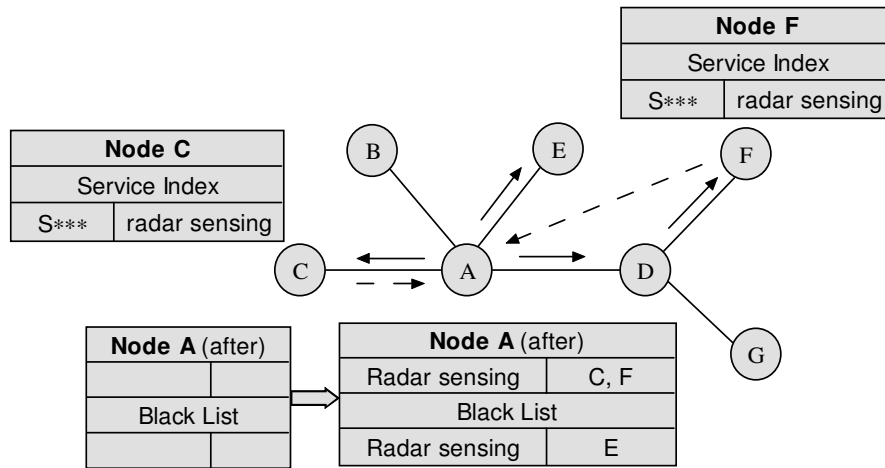 Node F
Service Index
S*** radar sensing
Node C
Service Index
S*** radar sensing
B
E
F
C
A
D
G
Node A (after)
Black List
Node A (after)
Radar sensing C, F
Black List
Radar sensing E